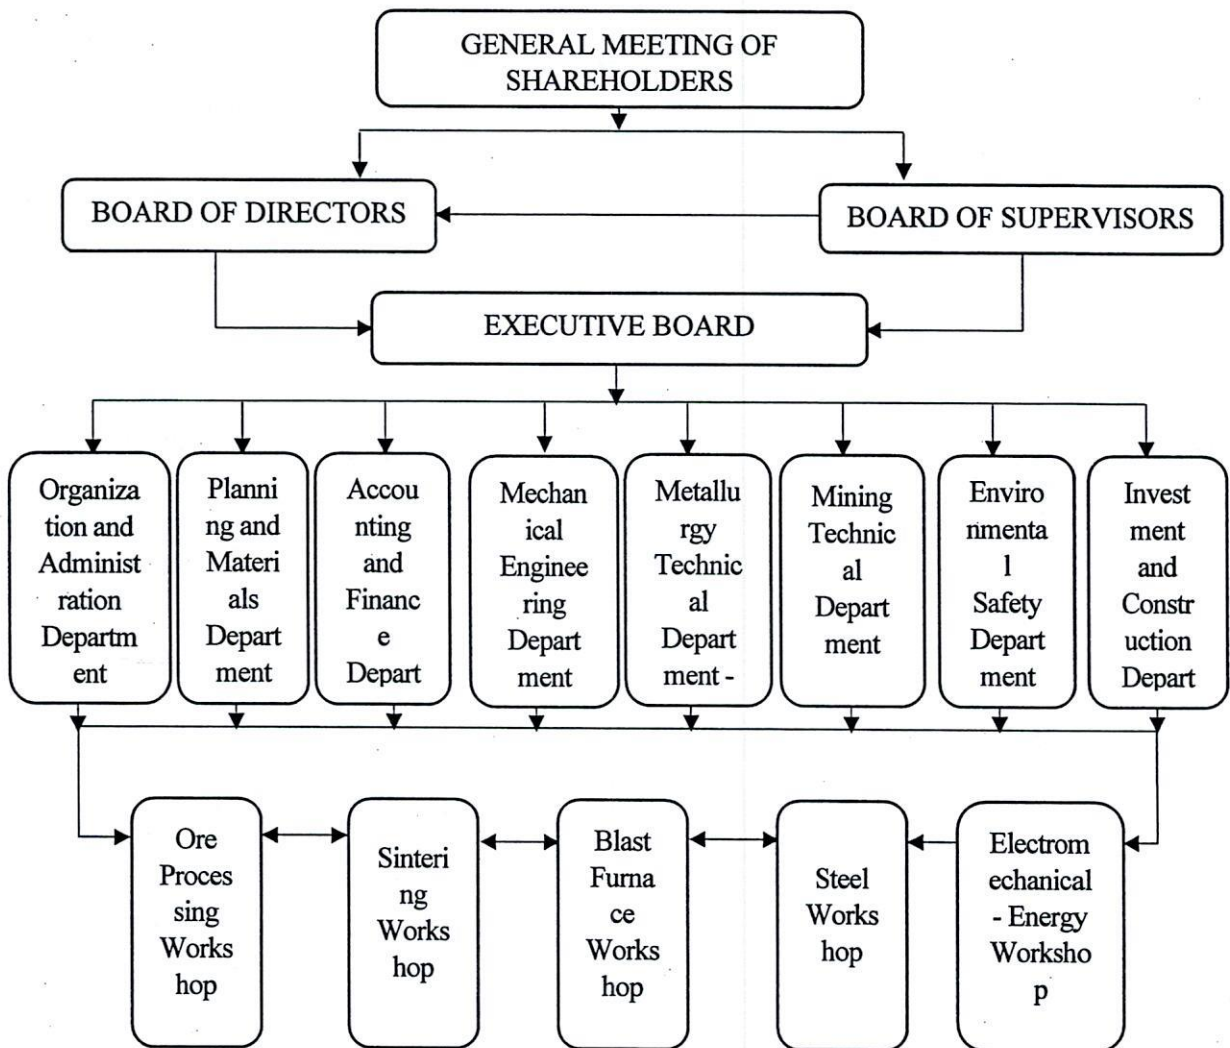 GENERAL MEETING OF
SHAREHOLDERS
BOARD OF DIRECTORS
BOARD OF SUPERVISORS
EXECUTIVE BOARD
Organiza
tion and
Administ
ration
Departm
ent
Planni
ng and
Materi
als
Depart
ment
Accou
nting
and
Financ
e
Depart
Mechan
ical
Enginee
ring
Depart
ment
Metallu
rgy
Technic
al
Depart
ment -
Mining
Technic
al
Depart
ment
Enviro
nmenta
l
Safety
Depart
ment
Invest
ment
and
Constr
uction
Depart
Ore
Proces
sing
Works
hop
Sinteri
ng
Works
hop
Blast
Furna
ce
Works
hop
Steel
Works
hop
Electrom
echanical
- Energy
Worksho
p